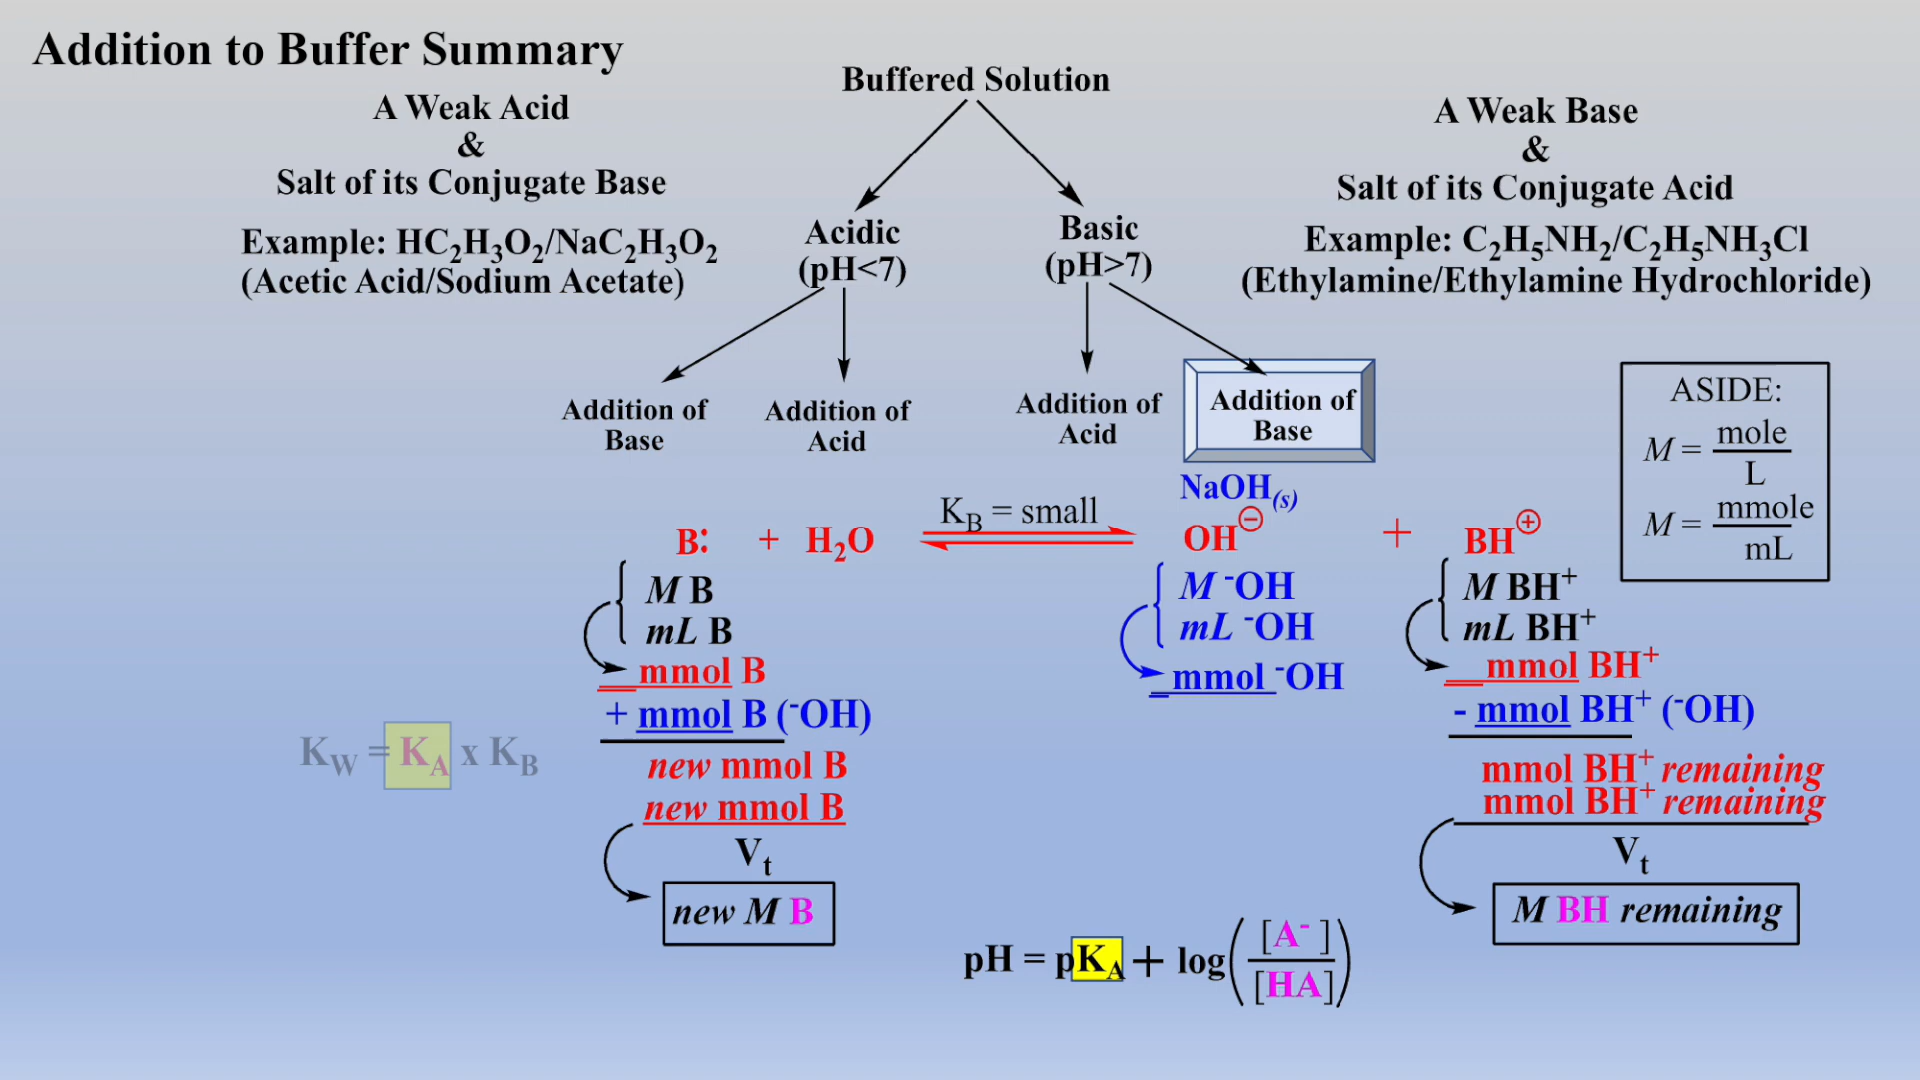 Addition to Buffer Summary
Buffered Solution
A Weak Acid
&
Salt of its Conjugate Base
Example: HC₂H₃O₂/NaC₂H₃O₂
(Acetic Acid/Sodium Acetate)
Acidic
(pH<7)
Basic
(pH>7)
A Weak Base
&
Salt of its Conjugate Acid
Example: C₂H₅NH₂/C₂H₅NH₃Cl
(Ethylamine/Ethylamine Hydrochloride)
Addition of
Base
Addition of
Acid
Addition of
Acid
Addition of
Base
ASIDE:
M = mole
L
M = mmole
mL
NaOH(s)
B: + H₂O
K_B = small
OH⊖ + BH⊕
M B
mL B
mmol B
+ mmol B (⁻OH)
new mmol B
new mmol B
Vₜ
new M B
M ⁻OH
mL ⁻OH
mmol ⁻OH
M BH⁺
mL BH⁺
mmol BH⁺
- mmol BH⁺ (⁻OH)
mmol BH⁺ remaining
mmol BH⁺ remaining
Vₜ
M BH remaining
K_W = K_A x K_B
pH = pK_A + log([A⁻]
[HA])